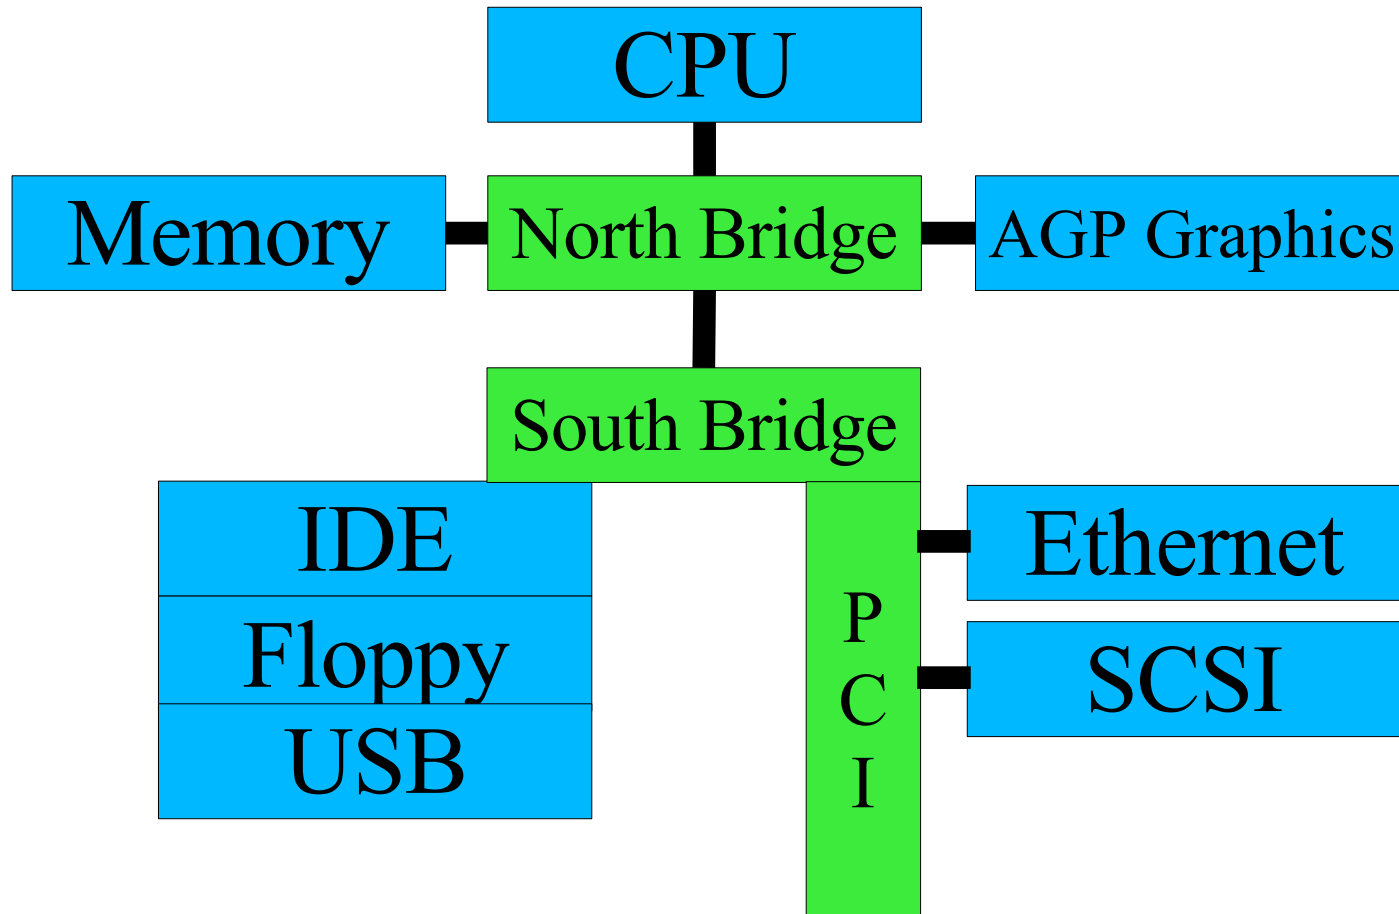 CPU
Memory
North Bridge
AGP Graphics
South Bridge
IDE
Floppy
USB
P
C
I
Ethernet
SCSI